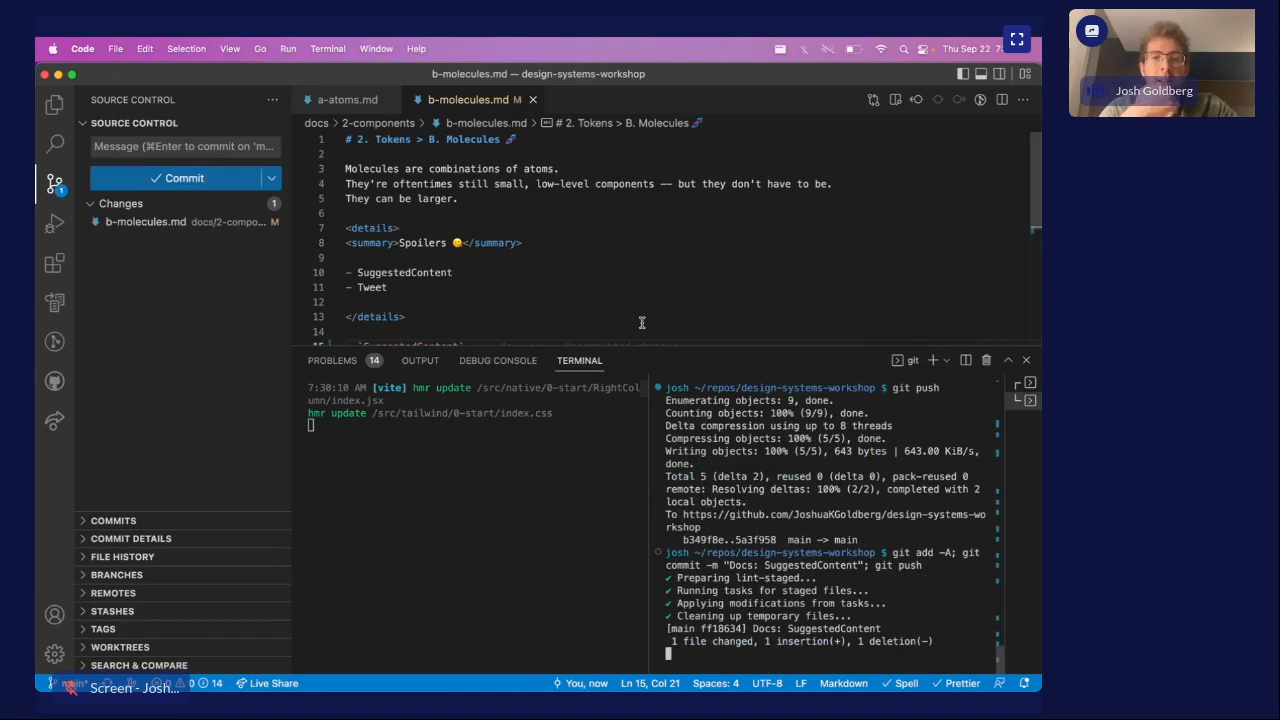 Code File Edit Selection View Go Run Terminal Window Help
Thu Sep 22 7:
b-molecules.md — design-systems-workshop
Josh Goldberg
SOURCE CONTROL
a-atoms.md
b-molecules.md M
SOURCE CONTROL
docs > 2-components > b-molecules.md > # 2. Tokens > B. Molecules 🧬
Message (⌘Enter to commit on 'm...
Commit
Changes 1
b-molecules.md docs/2-compo... M
1 # 2. Tokens > B. Molecules 🧬
2
3 Molecules are combinations of atoms.
4 They're oftentimes still small, low-level components -- but they don't have to be.
5 They can be larger.
6
7 <details>
8 <summary>Spoilers 😏</summary>
9
10 - SuggestedContent
11 - Tweet
12
13 </details>
14
PROBLEMS 14 OUTPUT DEBUG CONSOLE TERMINAL
git
7:30:10 AM [vite] hmr update /src/native/0-start/RightCol
umn/index.jsx
hmr update /src/tailwind/0-start/index.css
josh ~/repos/design-systems-workshop $ git push
Enumerating objects: 9, done.
Counting objects: 100% (9/9), done.
Delta compression using up to 8 threads
Compressing objects: 100% (5/5), done.
Writing objects: 100% (5/5), 643 bytes | 643.00 KiB/s,
done.
Total 5 (delta 2), reused 0 (delta 0), pack-reused 0
remote: Resolving deltas: 100% (2/2), completed with 2
local objects.
To https://github.com/JoshuaKGoldberg/design-systems-wo
rkshop
b349f8e..5a3f958 main -> main
josh ~/repos/design-systems-workshop $ git add -A; git
commit -m "Docs: SuggestedContent"; git push
✔ Preparing lint-staged...
✔ Running tasks for staged files...
✔ Applying modifications from tasks...
✔ Cleaning up temporary files...
[main ff18634] Docs: SuggestedContent
1 file changed, 1 insertion(+), 1 deletion(-)
COMMITS
COMMIT DETAILS
FILE HISTORY
BRANCHES
REMOTES
STASHES
TAGS
WORKTREES
SEARCH & COMPARE
14 Live Share
You, now Ln 15, Col 21 Spaces: 4 UTF-8 LF Markdown Spell Prettier
Screen - Josh...